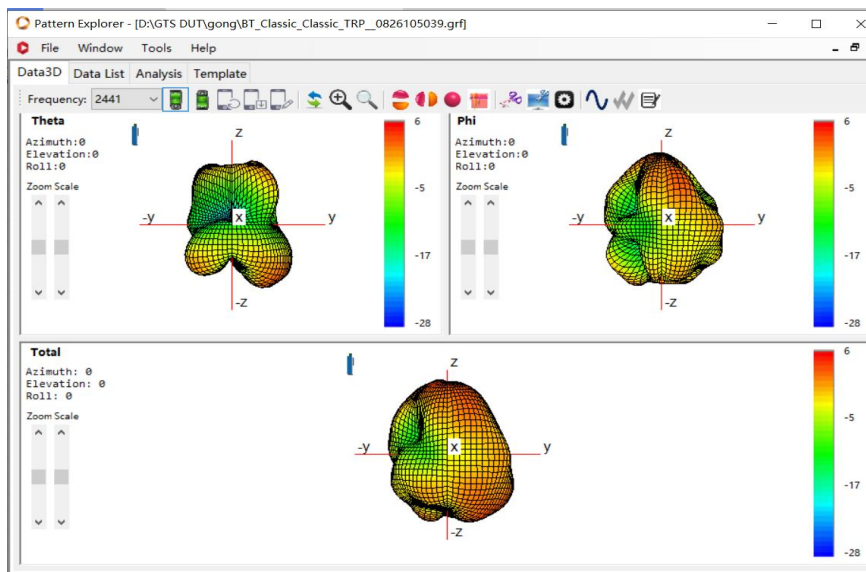 Pattern Explorer - [D:\GTS DUT\gong\BT_Classic_Classic_TRP__0826105039.grf]
File Window Tools Help
Data3D Data List Analysis Template
Frequency: 2441
Theta
Azimuth:0
Elevation:0
Roll:0
Zoom Scale
z
-y
x
y
-z
6
-5
-17
-28
Phi
Azimuth:0
Elevation:0
Roll:0
Zoom Scale
z
-y
x
y
-z
6
-5
-17
-28
Total
Azimuth: 0
Elevation: 0
Roll: 0
Zoom Scale
z
-y
x
y
-z
6
-5
-17
-28